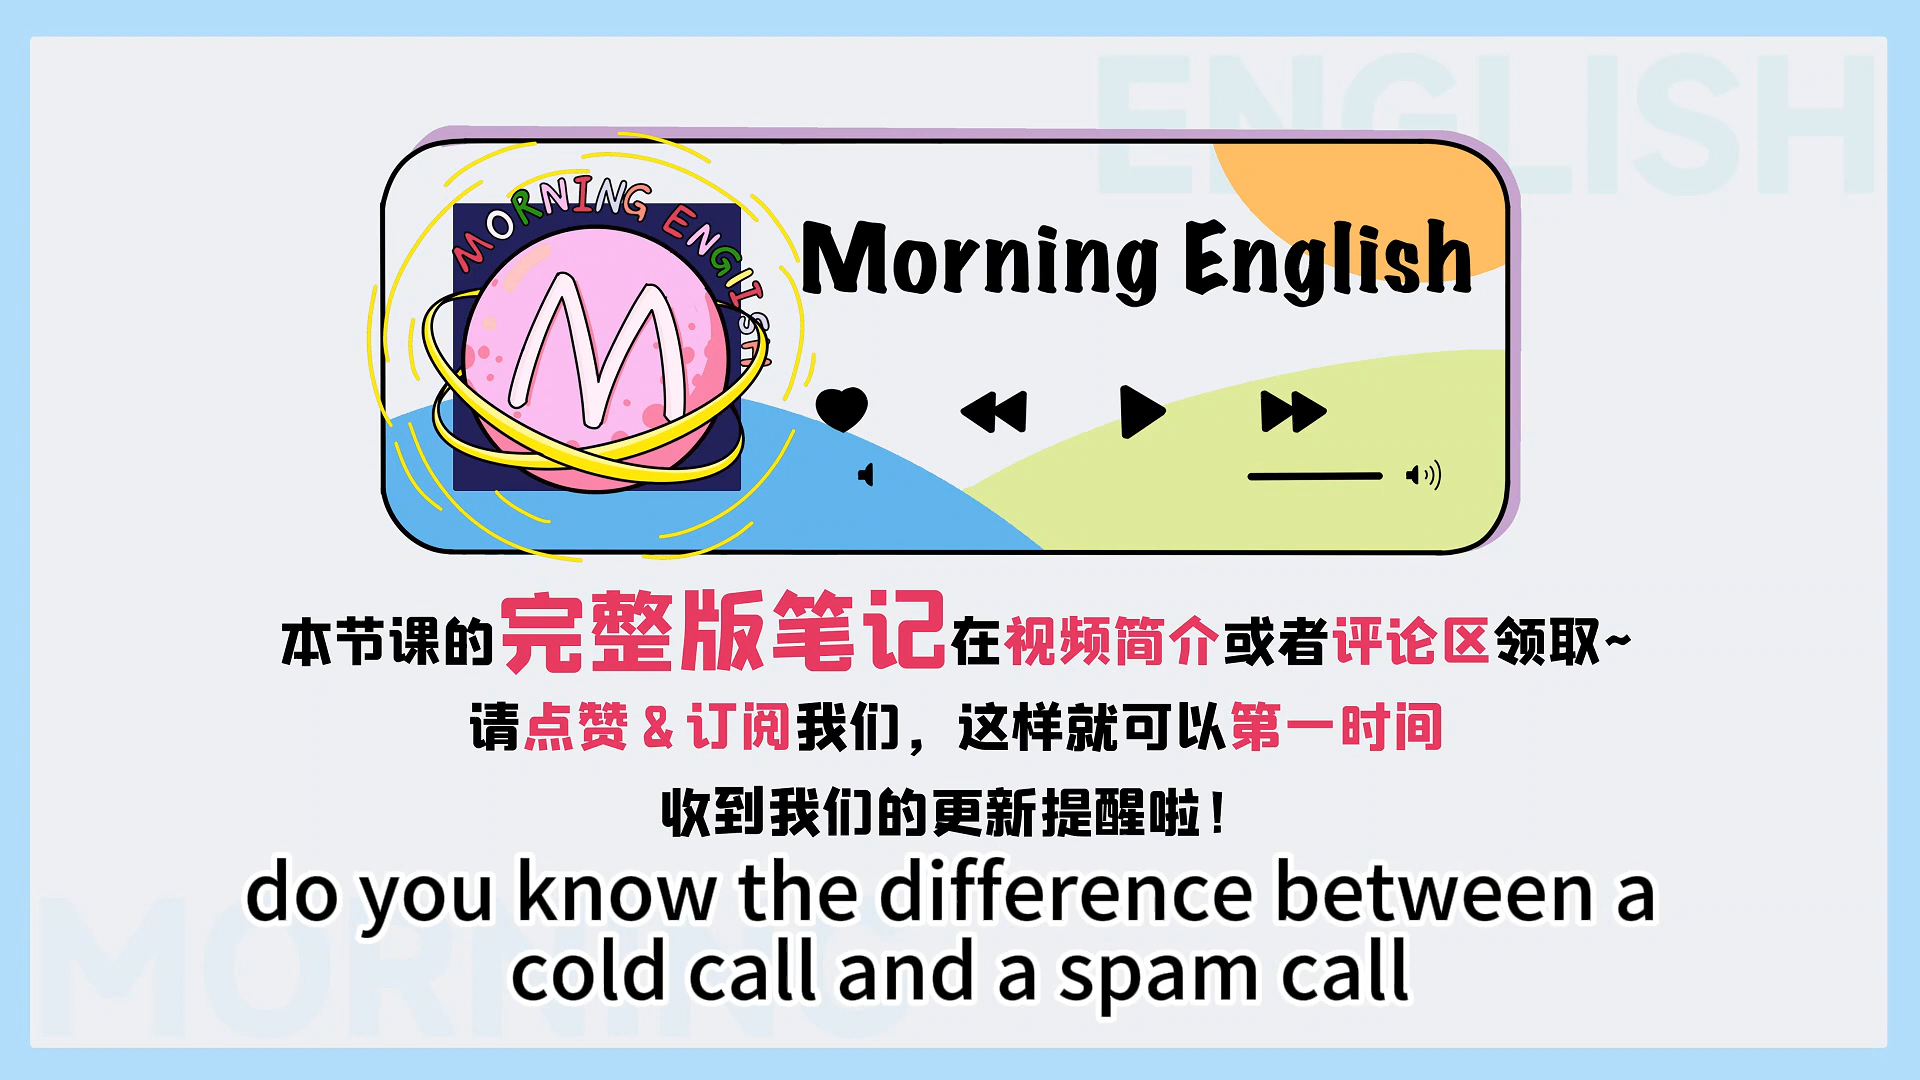 ENGLISH
MORNING ENGLISH
M
Morning English
本节课的完整版笔记在视频简介或者评论区领取~
请点赞&订阅我们，这样就可以第一时间
收到我们的更新提醒啦！
do you know the difference between a
cold call and a spam call
MORNING